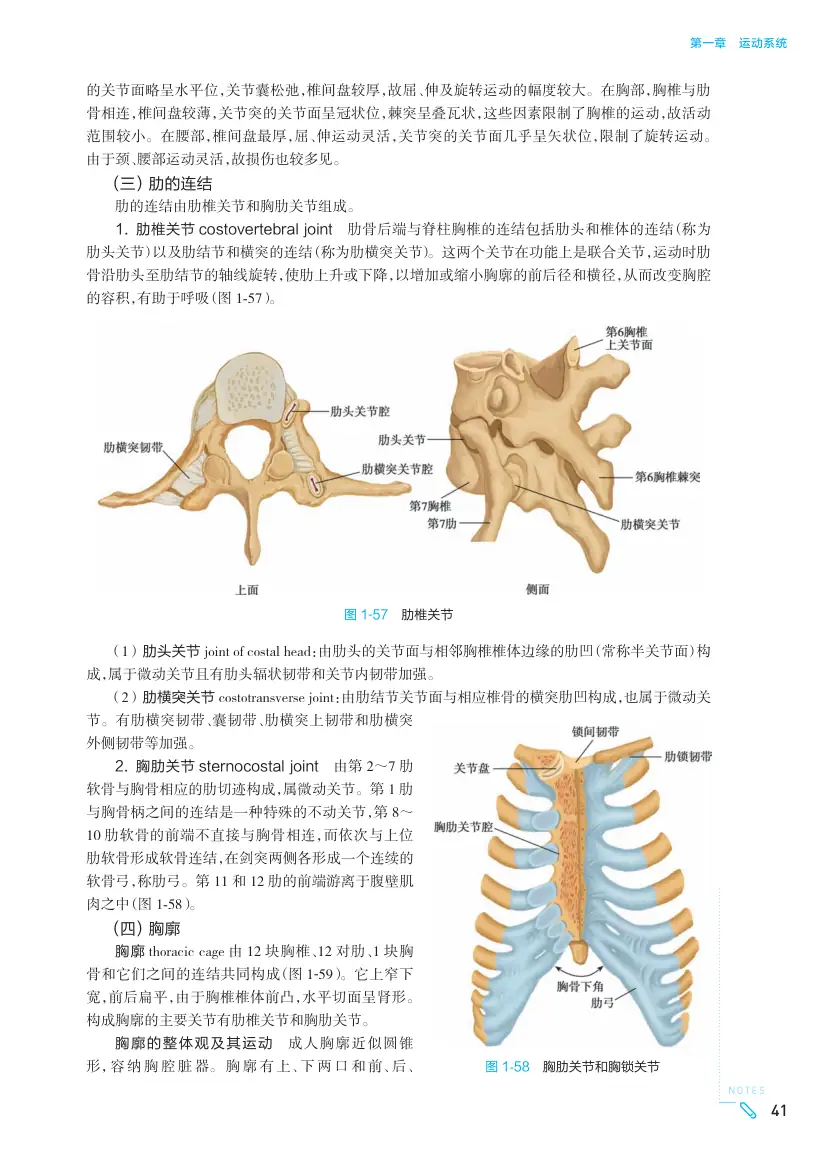 第一章　运动系统
的关节面略呈水平位,关节囊松弛,椎间盘较厚,故屈、伸及旋转运动的幅度较大。在胸部,胸椎与肋
骨相连,椎间盘较薄,关节突的关节面呈冠状位,棘突呈叠瓦状,这些因素限制了胸椎的运动,故活动
范围较小。在腰部,椎间盘最厚,屈、伸运动灵活,关节突的关节面几乎呈矢状位,限制了旋转运动。
由于颈、腰部运动灵活,故损伤也较多见。
（三）肋的连结
肋的连结由肋椎关节和胸肋关节组成。
1. 肋椎关节 costovertebral joint　肋骨后端与脊柱胸椎的连结包括肋头和椎体的连结（称为
肋头关节）以及肋结节和横突的连结（称为肋横突关节）。这两个关节在功能上是联合关节,运动时肋
骨沿肋头至肋结节的轴线旋转,使肋上升或下降,以增加或缩小胸廓的前后径和横径,从而改变胸腔
的容积,有助于呼吸（图 1-57）。
第6胸椎
上关节面
肋头关节腔
肋横突韧带
肋头关节
肋横突关节腔
第6胸椎棘突
第7胸椎
第7肋
肋横突关节
上面
侧面
图 1-57　肋椎关节
（1）肋头关节 joint of costal head:由肋头的关节面与相邻胸椎椎体边缘的肋凹（常称半关节面）构
成,属于微动关节且有肋头辐状韧带和关节内韧带加强。
（2）肋横突关节 costotransverse joint:由肋结节关节面与相应椎骨的横突肋凹构成,也属于微动关
节。有肋横突韧带、囊韧带、肋横突上韧带和肋横突
外侧韧带等加强。
2. 胸肋关节 sternocostal joint　由第 2～7 肋
软骨与胸骨相应的肋切迹构成,属微动关节。第 1 肋
与胸骨柄之间的连结是一种特殊的不动关节,第 8～
10 肋软骨的前端不直接与胸骨相连,而依次与上位
肋软骨形成软骨连结,在剑突两侧各形成一个连续的
软骨弓,称肋弓。第 11 和 12 肋的前端游离于腹壁肌
肉之中（图 1-58）。
（四）胸廓
胸廓 thoracic cage 由 12 块胸椎、12 对肋、1 块胸
骨和它们之间的连结共同构成（图 1-59）。它上窄下
宽,前后扁平,由于胸椎椎体前凸,水平切面呈肾形。
构成胸廓的主要关节有肋椎关节和胸肋关节。
胸廓的整体观及其运动　成人胸廓近似圆锥
形,容纳胸腔脏器。胸廓有上、下两口和前、后、
锁间韧带
肋锁韧带
关节盘
胸肋关节腔
胸骨下角
肋弓
图 1-58　胸肋关节和胸锁关节
NOTES
41